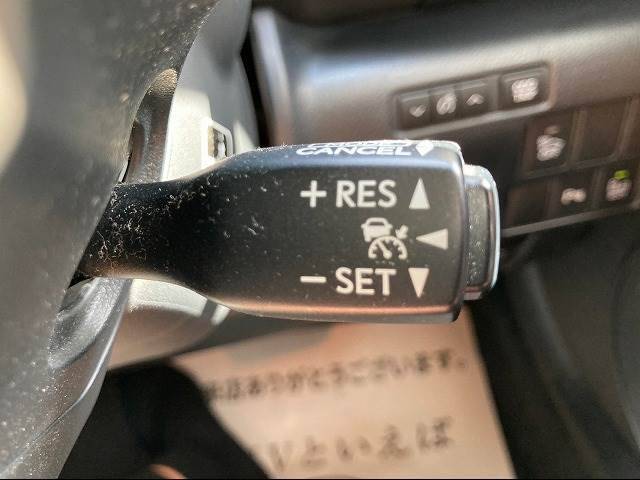 CANCEL
+ RES ▲
◀
− SET ▼
ありがとうございます。
Vといえば